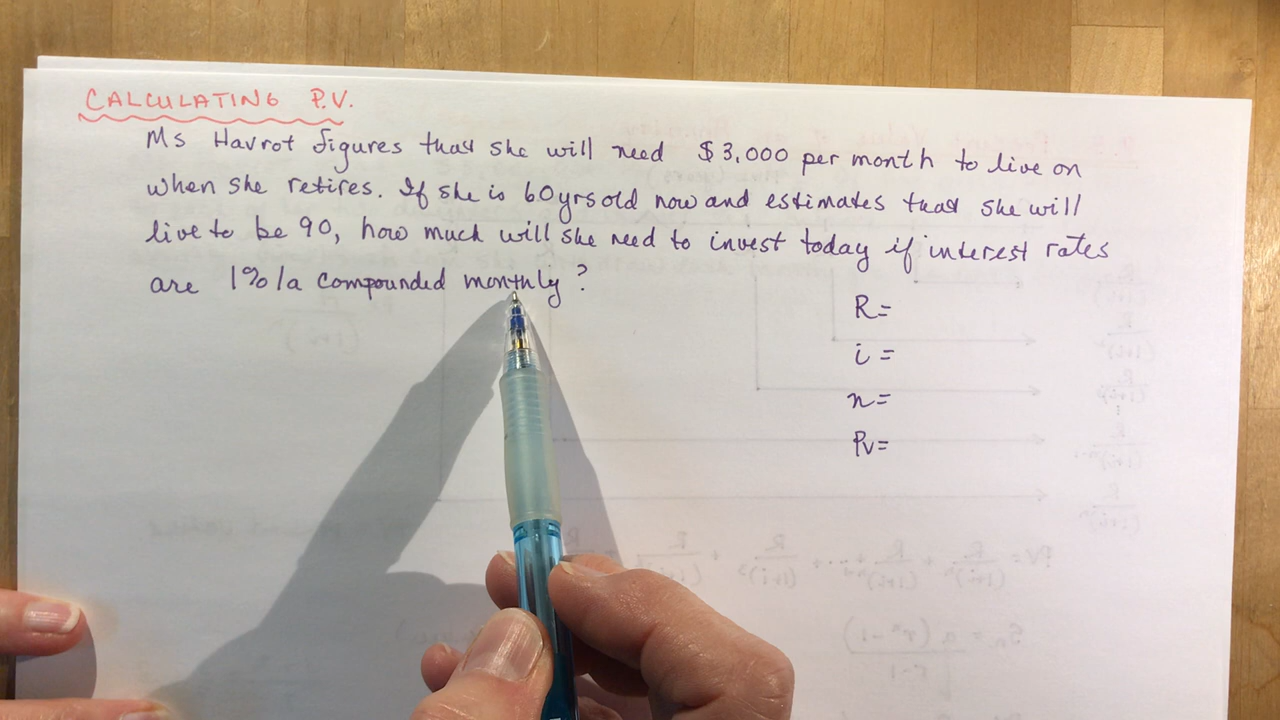 CALCULATING P.V.
Ms Havrot figures that she will need $3,000 per month to live on
when she retires. If she is 60yrs old now and estimates that she will
live to be 90, how much will she need to invest today if interest rates
are 1%/a compounded monthly?
R=
i=
n=
PV=